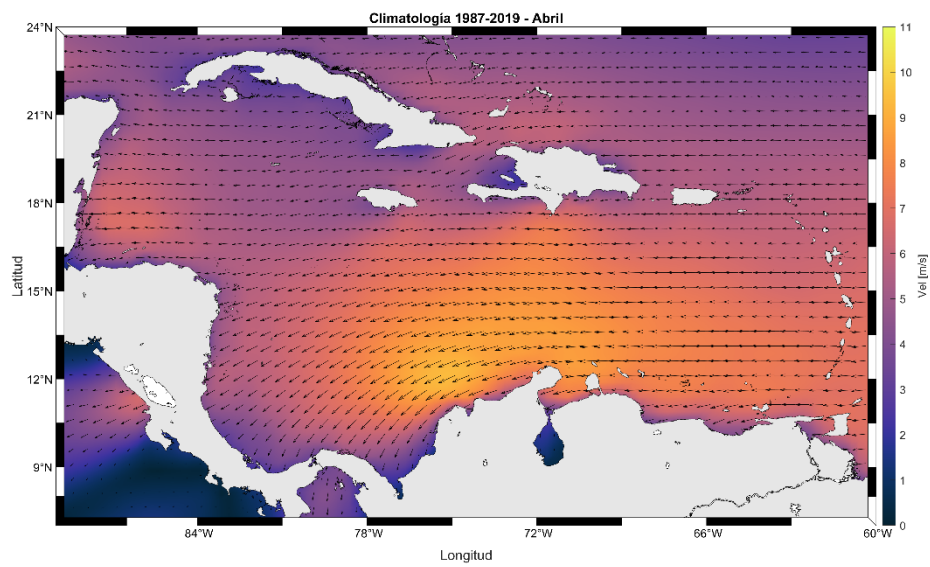 Climatología 1987-2019 - Abril
24°N
21°N
18°N
15°N
12°N
9°N
Latitud
84°W
78°W
72°W
66°W
60°W
Longitud
11
10
9
8
7
6
5
4
3
2
1
0
Vel [m/s]